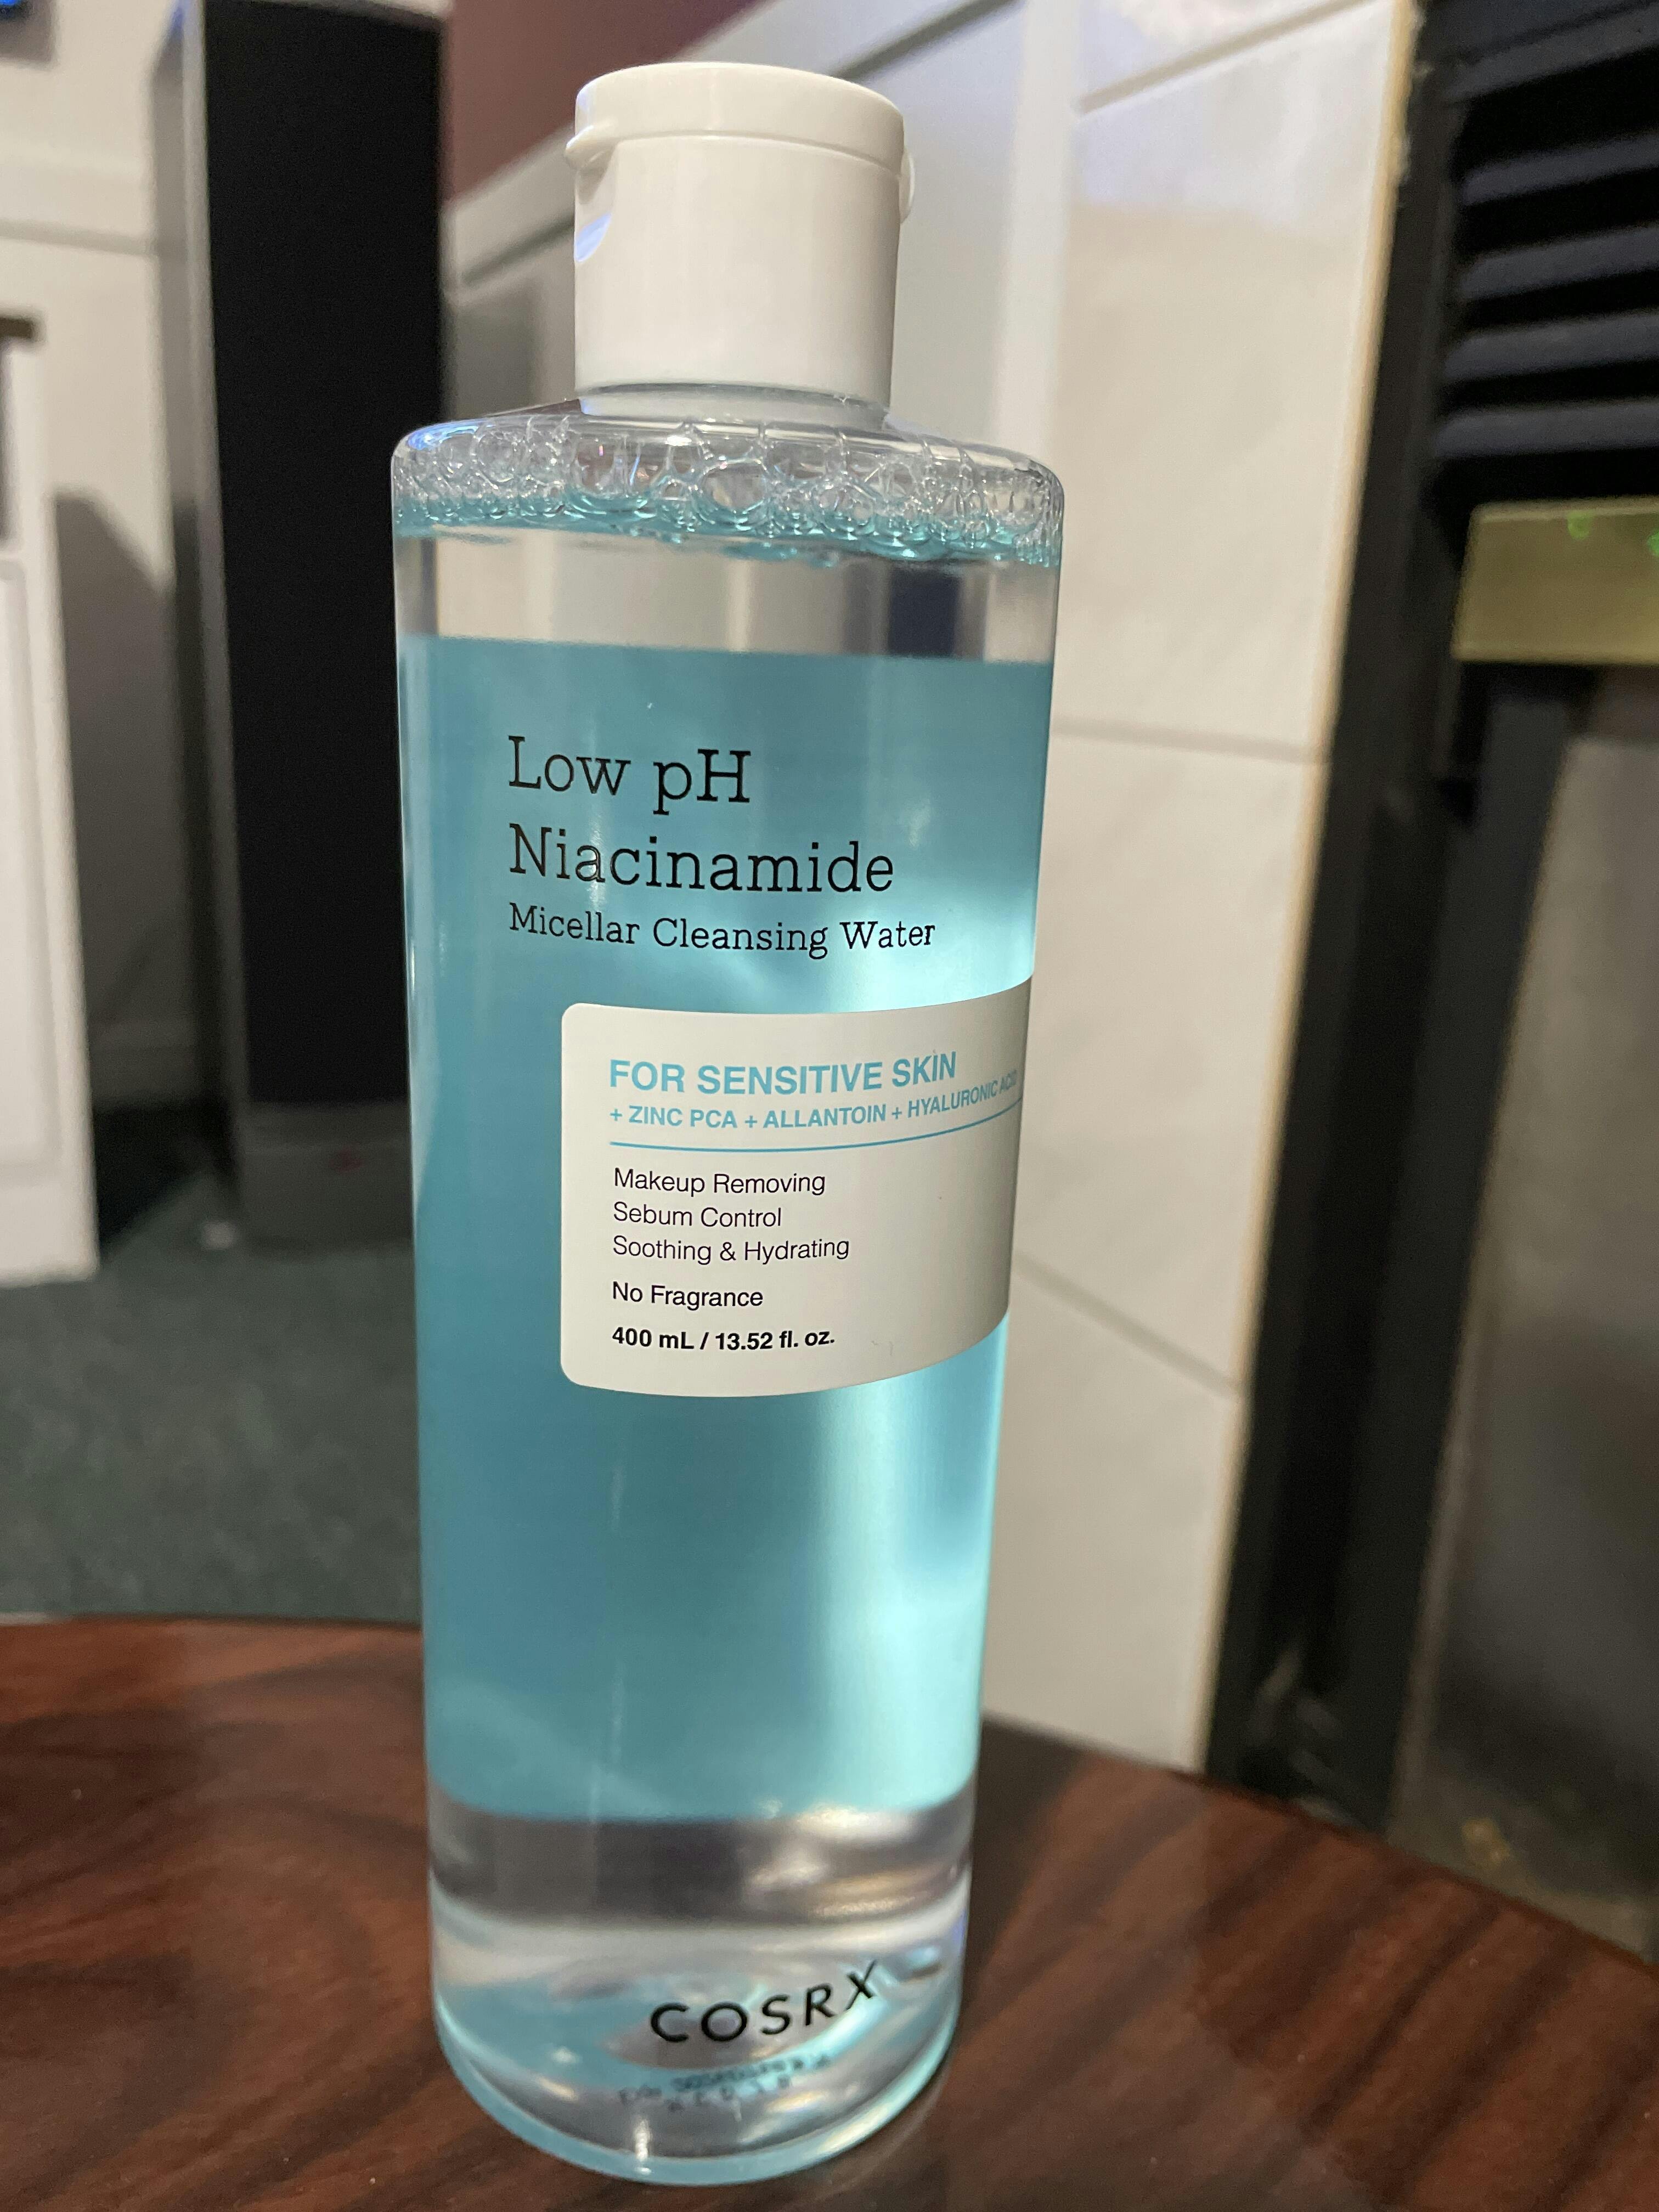 Low pH
Niacinamide
Micellar Cleansing Water
FOR SENSITIVE SKIN
+ ZINC PCA + ALLANTOIN + HYALURONIC ACID
Makeup Removing
Sebum Control
Soothing & Hydrating
No Fragrance
400 mL / 13.52 fl. oz.
COSRX